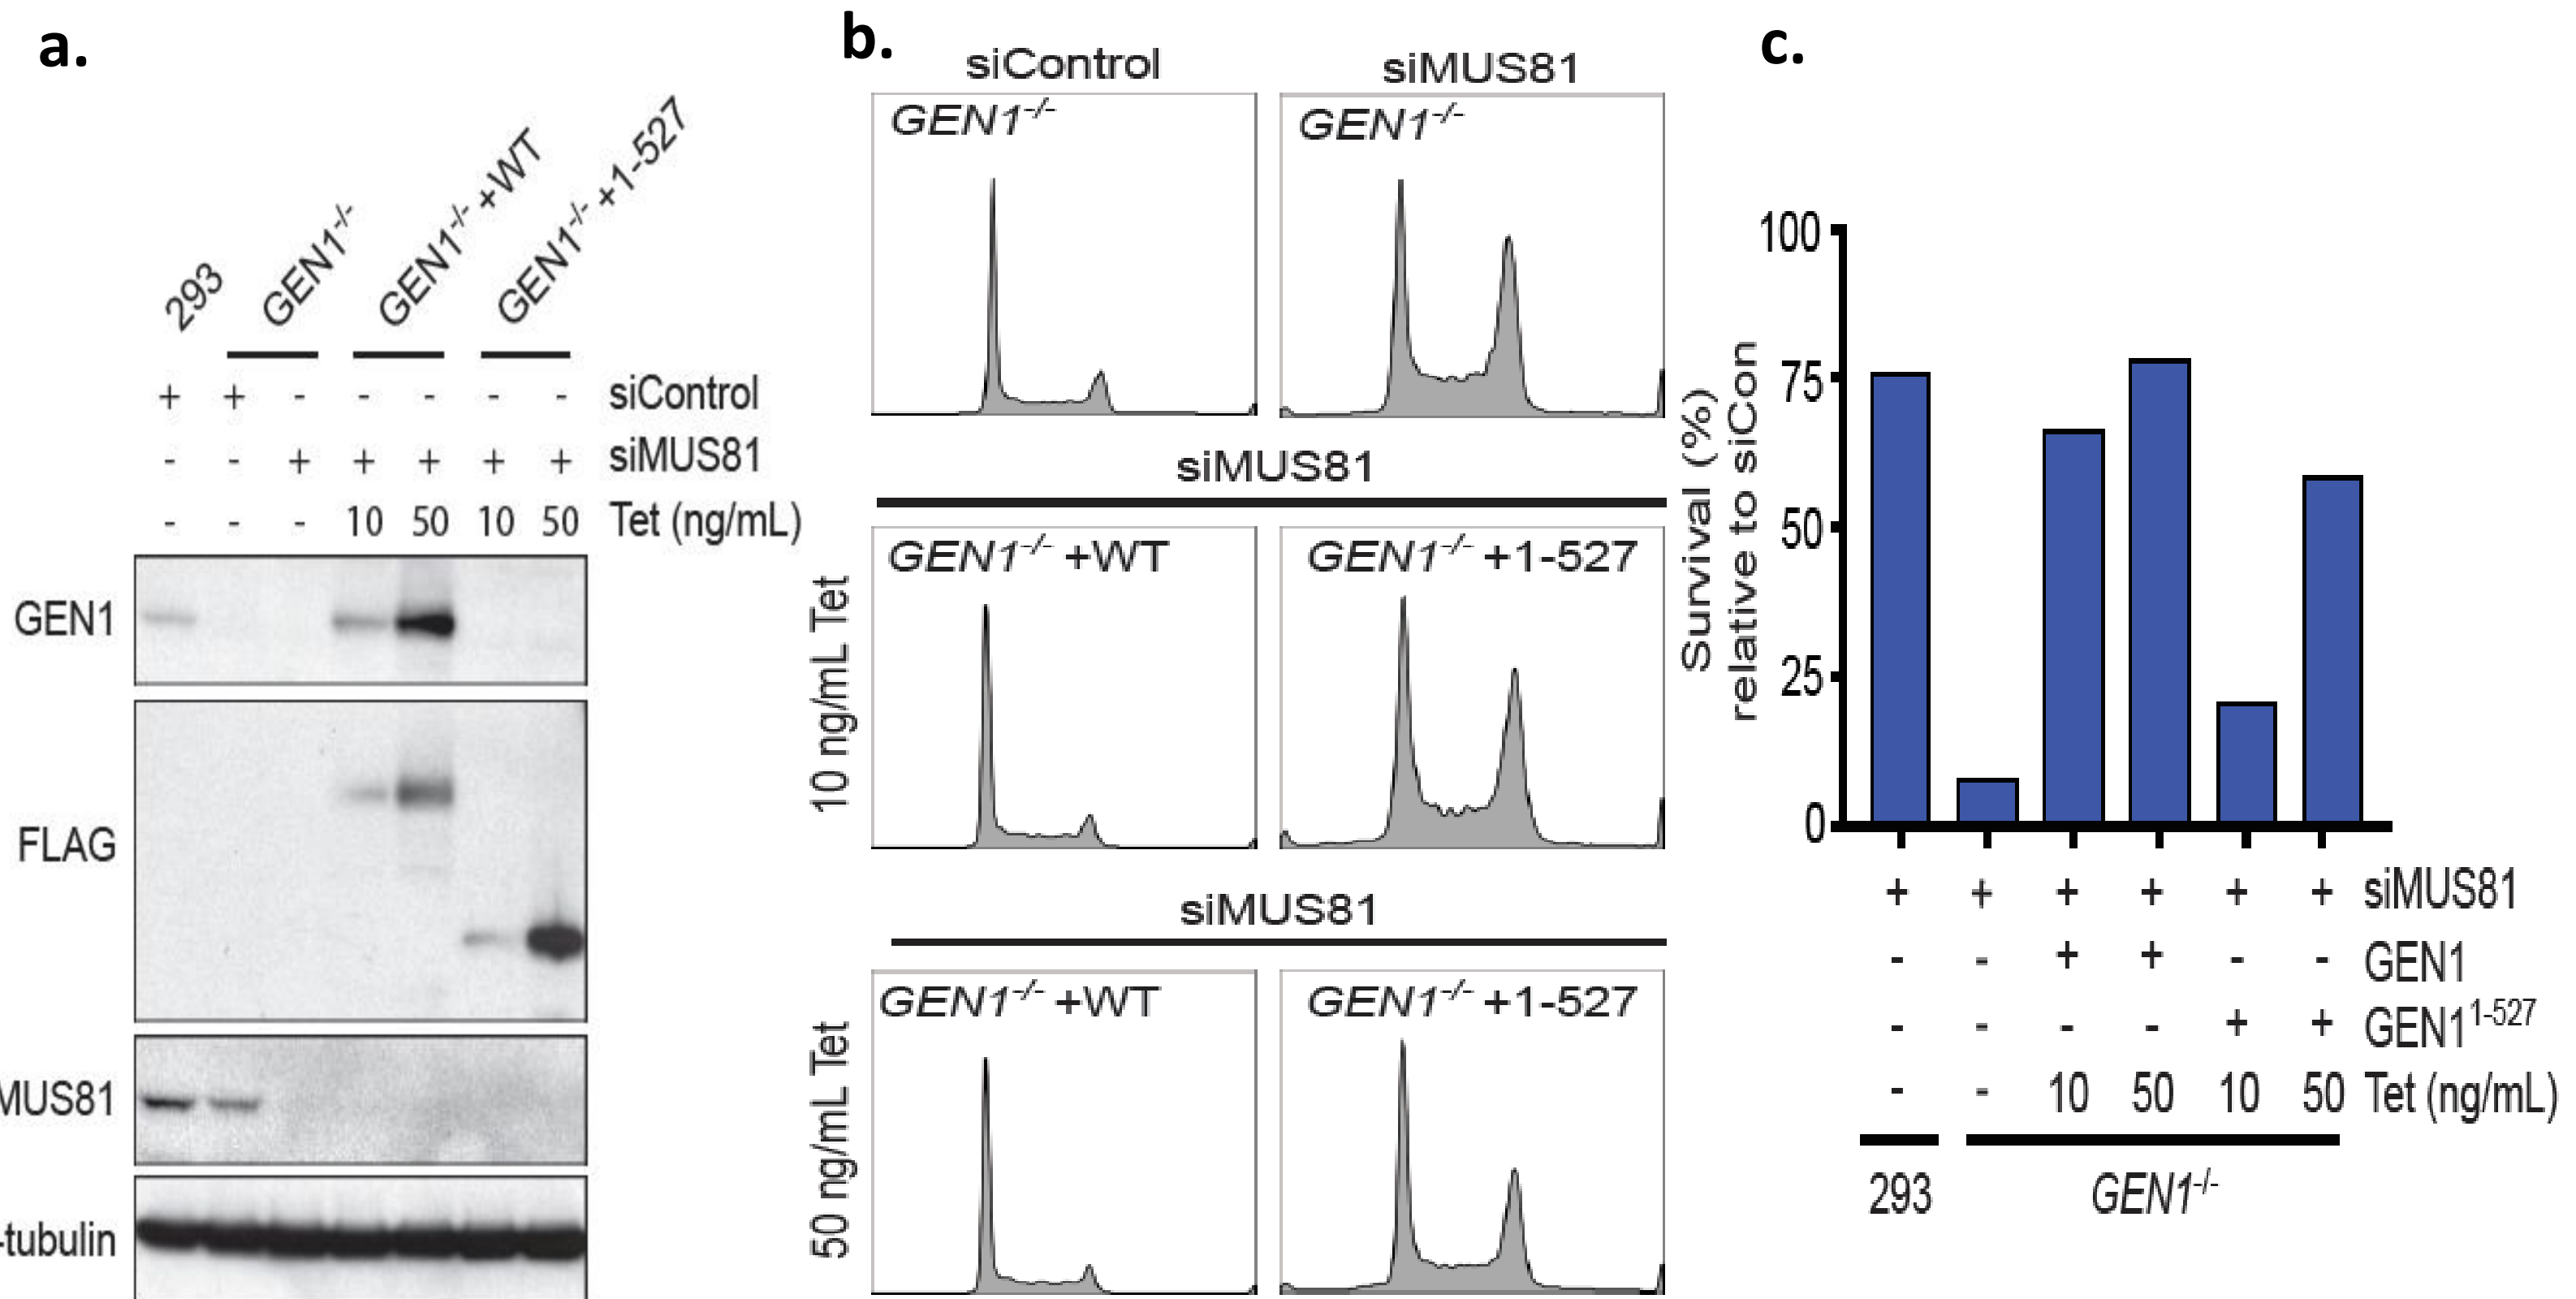 a.
293
GEN1-/-
GEN1-/- +WT
GEN1-/- +1-527
+ + - - - - - siControl
- - + + + + + siMUS81
- - - 10 50 10 50 Tet (ng/mL)
GEN1
FLAG
MUS81
-tubulin
b.
siControl
siMUS81
GEN1-/-
GEN1-/-
siMUS81
10 ng/mL Tet
GEN1-/- +WT
GEN1-/- +1-527
siMUS81
50 ng/mL Tet
GEN1-/- +WT
GEN1-/- +1-527
c.
Survival (%)
relative to siCon
100
75
50
25
0
+ + + + + + siMUS81
- - + + - - GEN1
- - - - + + GEN1 1-527
- - 10 50 10 50 Tet (ng/mL)
293
GEN1-/-